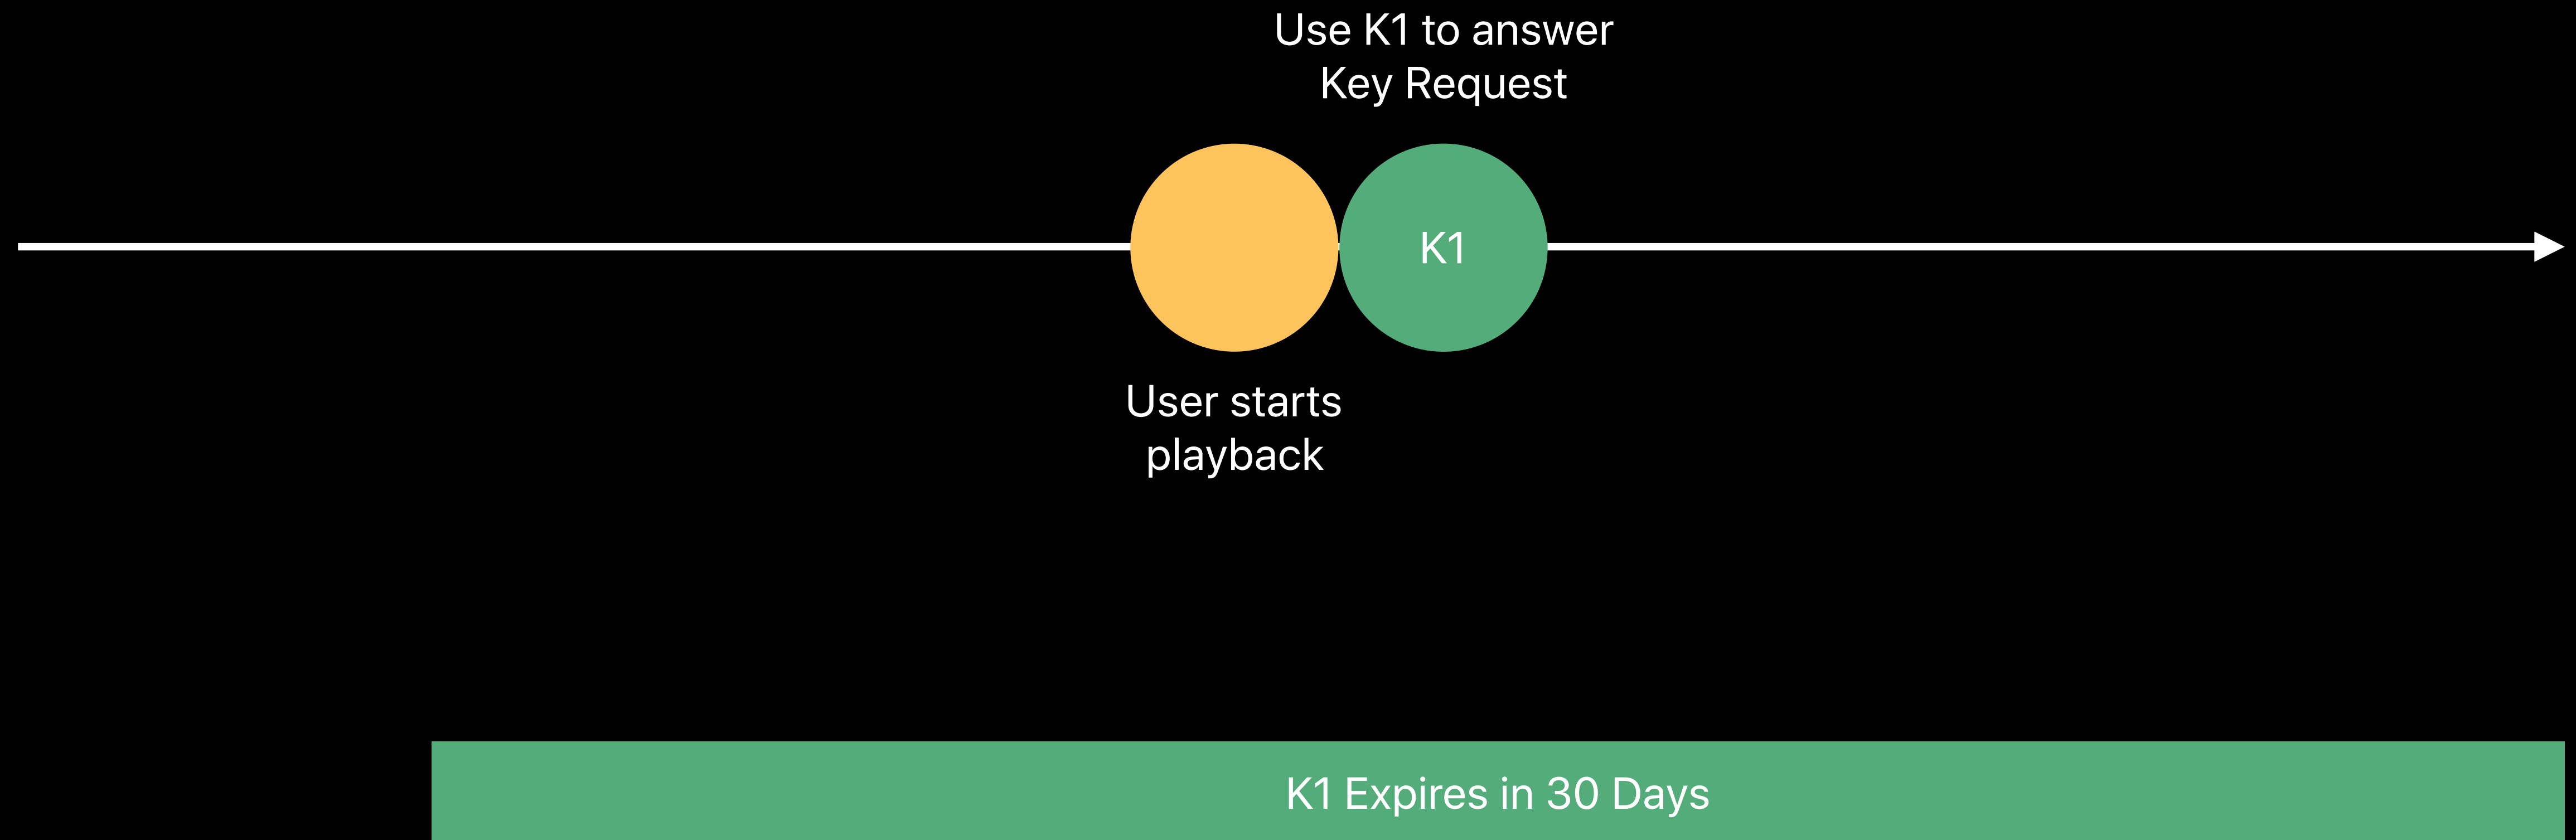 Use K1 to answer
Key Request
K1
User starts
playback
K1 Expires in 30 Days